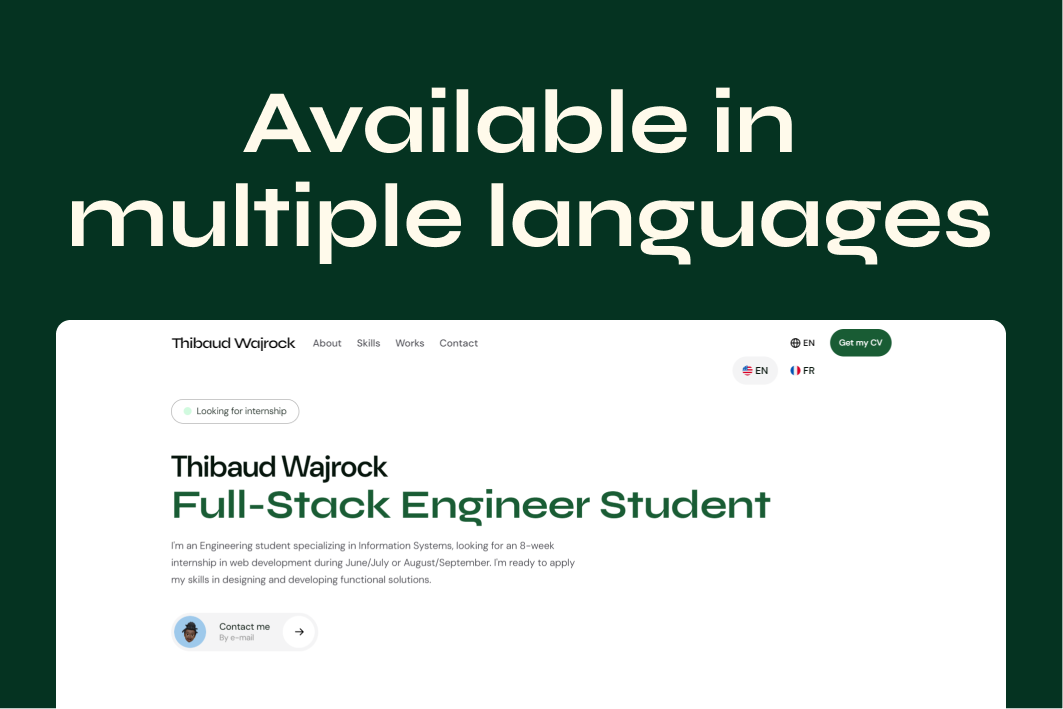 Available in
multiple languages
Thibaud Wajrock About Skills Works Contact EN Get my CV
EN FR
Looking for internship
Thibaud Wajrock
Full-Stack Engineer Student
I'm an Engineering student specializing in Information Systems, looking for an 8-week
internship in web development during June/July or August/September. I'm ready to apply
my skills in designing and developing functional solutions.
Contact me
By e-mail